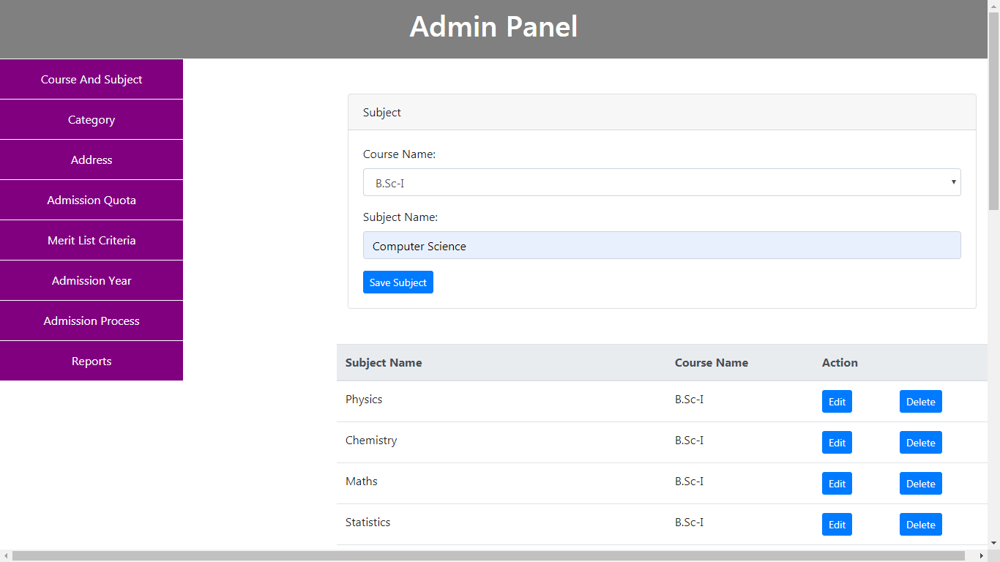 Admin Panel
Course And Subject
Category
Address
Admission Quota
Merit List Criteria
Admission Year
Admission Process
Reports
Subject
Course Name:
B.Sc-I
Subject Name:
Computer Science
Save Subject
Subject Name Course Name Action
Physics B.Sc-I Edit Delete
Chemistry B.Sc-I Edit Delete
Maths B.Sc-I Edit Delete
Statistics B.Sc-I Edit Delete